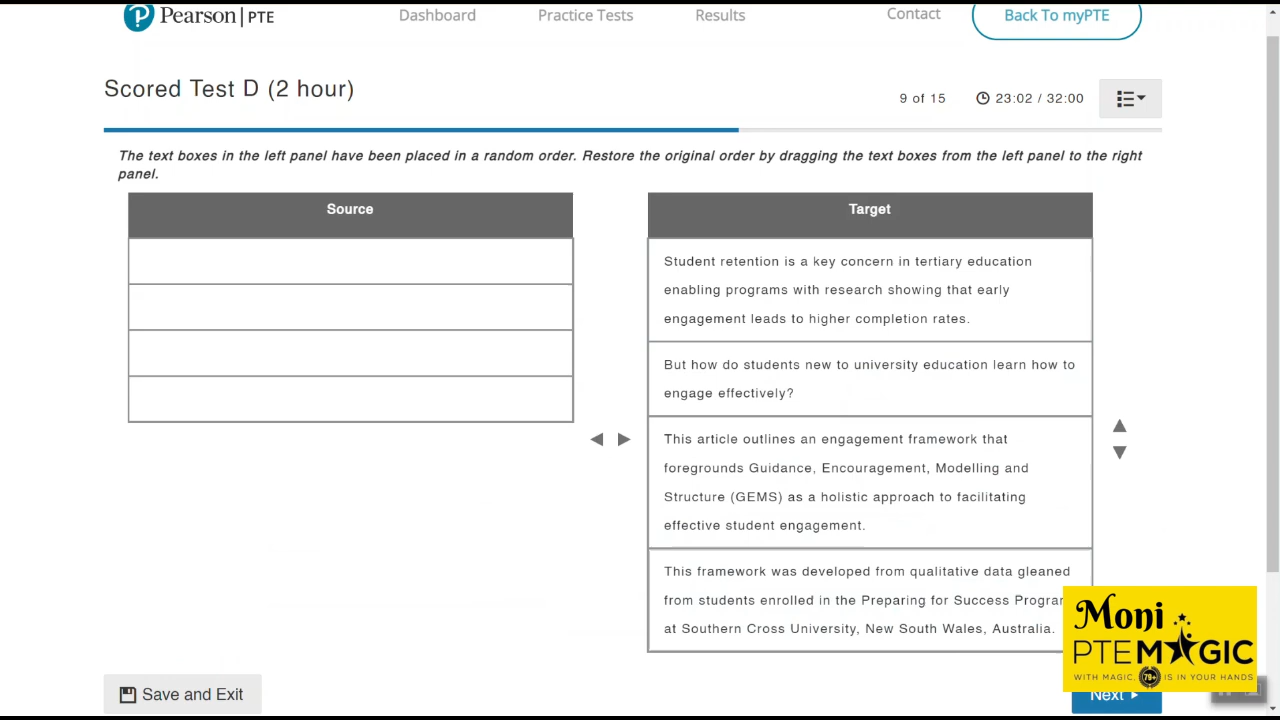 Pearson | PTE
Dashboard
Practice Tests
Results
Contact
Back To myPTE
Scored Test D (2 hour)
9 of 15
23:02 / 32:00
The text boxes in the left panel have been placed in a random order. Restore the original order by dragging the text boxes from the left panel to the right
panel.
Source
Target
Student retention is a key concern in tertiary education
enabling programs with research showing that early
engagement leads to higher completion rates.
But how do students new to university education learn how to
engage effectively?
This article outlines an engagement framework that
foregrounds Guidance, Encouragement, Modelling and
Structure (GEMS) as a holistic approach to facilitating
effective student engagement.
This framework was developed from qualitative data gleaned
from students enrolled in the Preparing for Success Program
at Southern Cross University, New South Wales, Australia.
Moni
PTE MAGIC
WITH MAGIC, 79+ IS IN YOUR HANDS
Save and Exit
Next